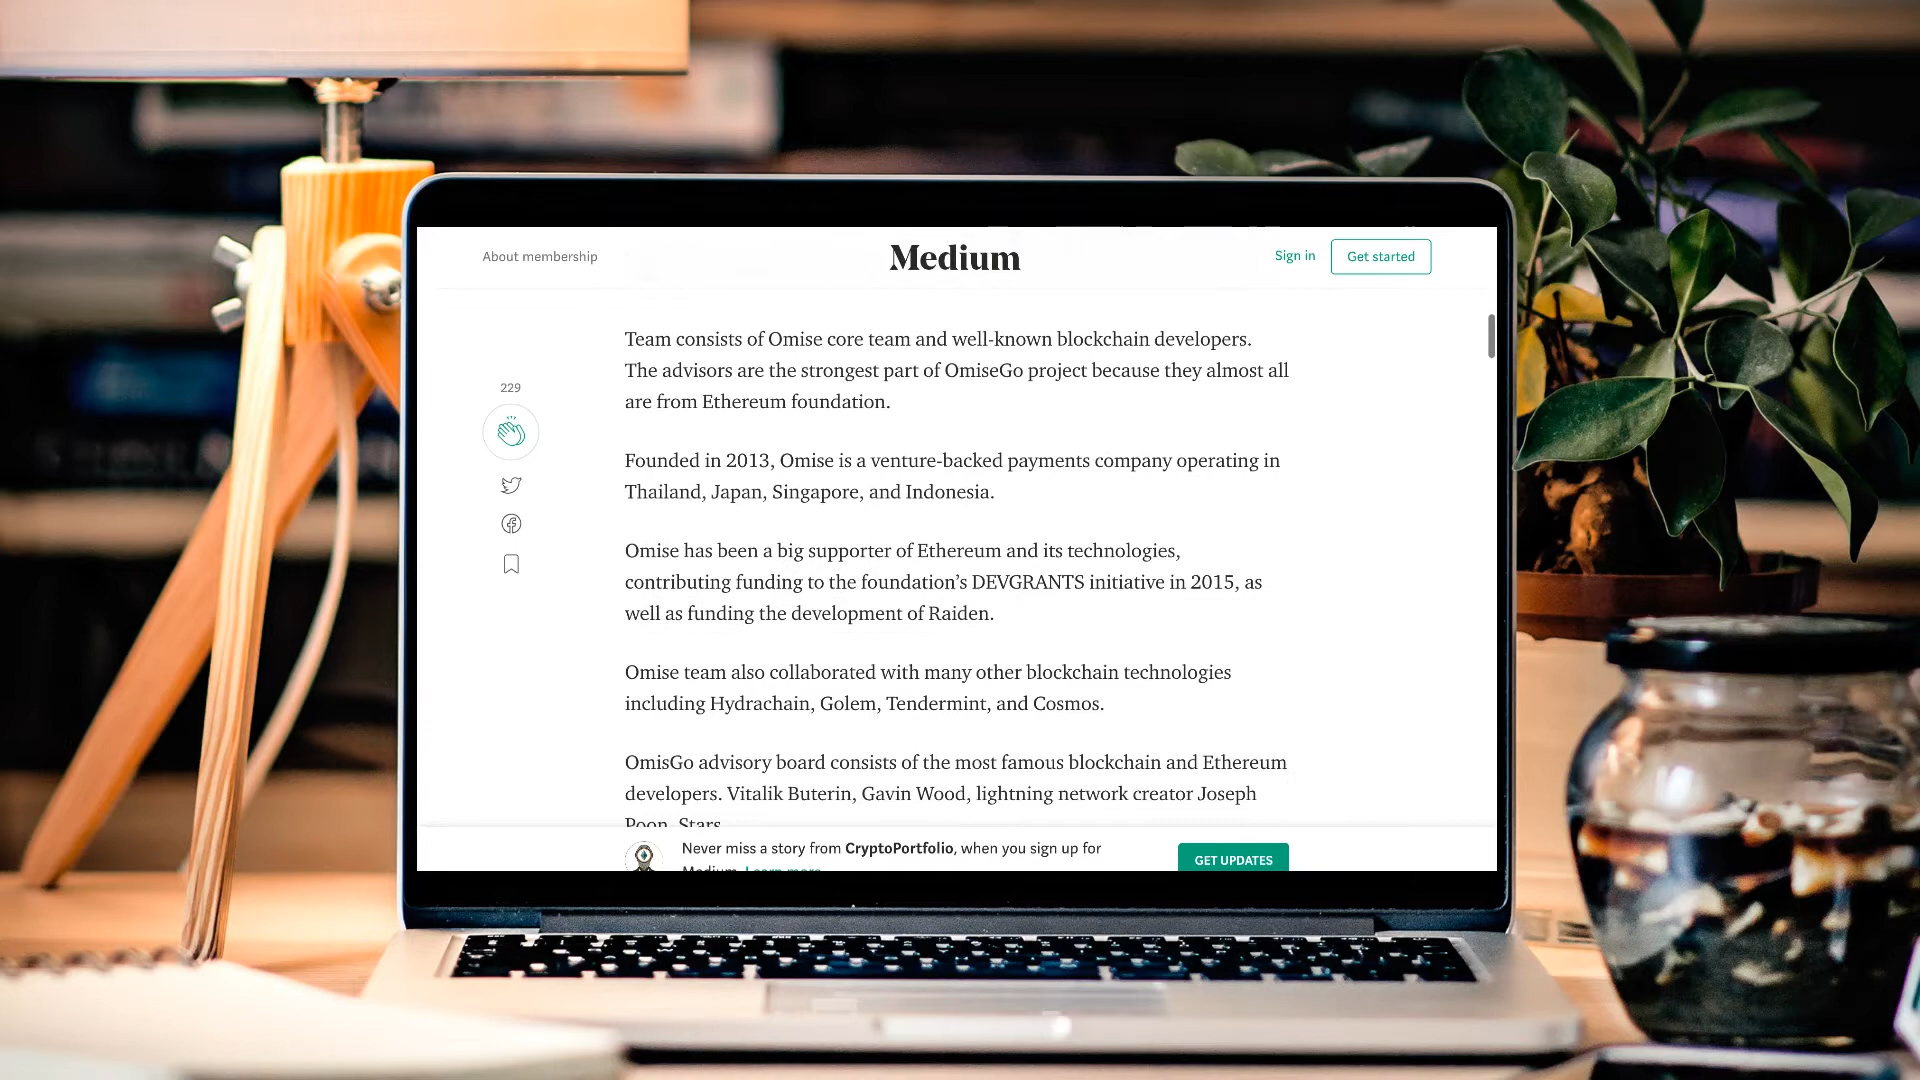 About membership
Medium
Sign in
Get started
229
Team consists of Omise core team and well-known blockchain developers.
The advisors are the strongest part of OmiseGo project because they almost all
are from Ethereum foundation.
Founded in 2013, Omise is a venture-backed payments company operating in
Thailand, Japan, Singapore, and Indonesia.
Omise has been a big supporter of Ethereum and its technologies,
contributing funding to the foundation’s DEVGRANTS initiative in 2015, as
well as funding the development of Raiden.
Omise team also collaborated with many other blockchain technologies
including Hydrachain, Golem, Tendermint, and Cosmos.
OmisGo advisory board consists of the most famous blockchain and Ethereum
developers. Vitalik Buterin, Gavin Wood, lightning network creator Joseph
Poon, Stars
Never miss a story from CryptoPortfolio, when you sign up for
Medium. Learn more
GET UPDATES